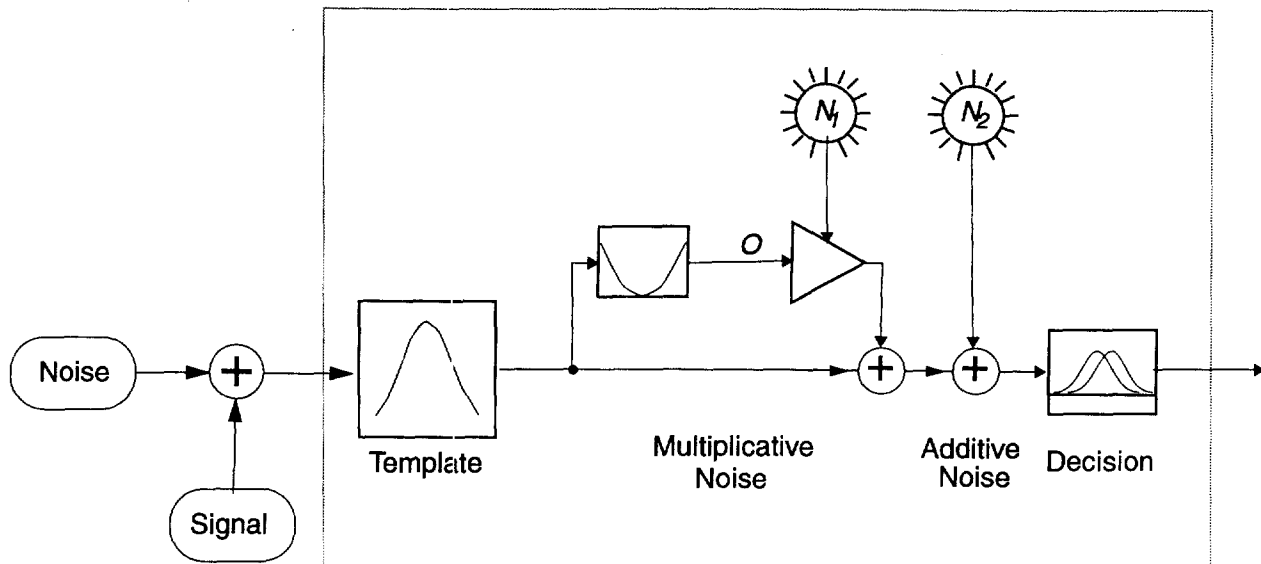 N1
N2
O
Noise
Template
Multiplicative
Noise
Additive
Noise
Decision
Signal